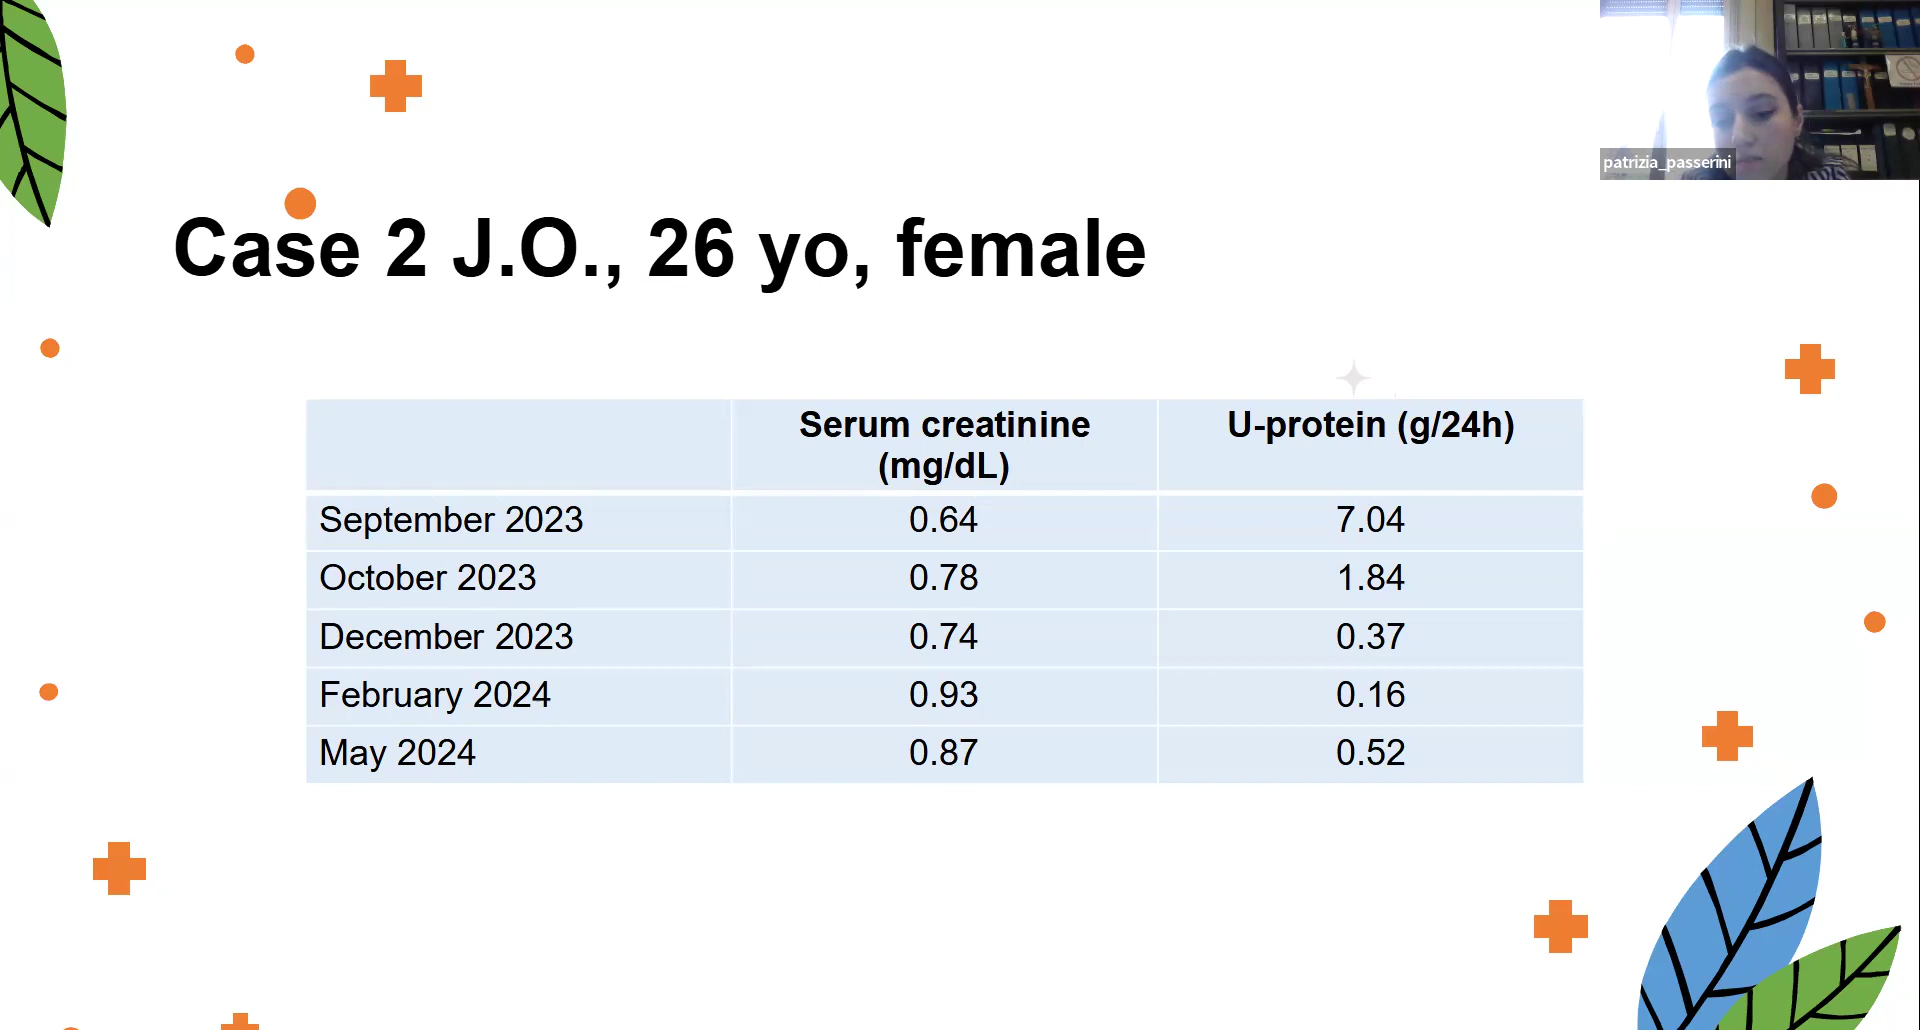 patrizia_passerini
Case 2 J.O., 26 yo, female
Serum creatinine (mg/dL) U-protein (g/24h)
September 2023 0.64 7.04
October 2023 0.78 1.84
December 2023 0.74 0.37
February 2024 0.93 0.16
May 2024 0.87 0.52